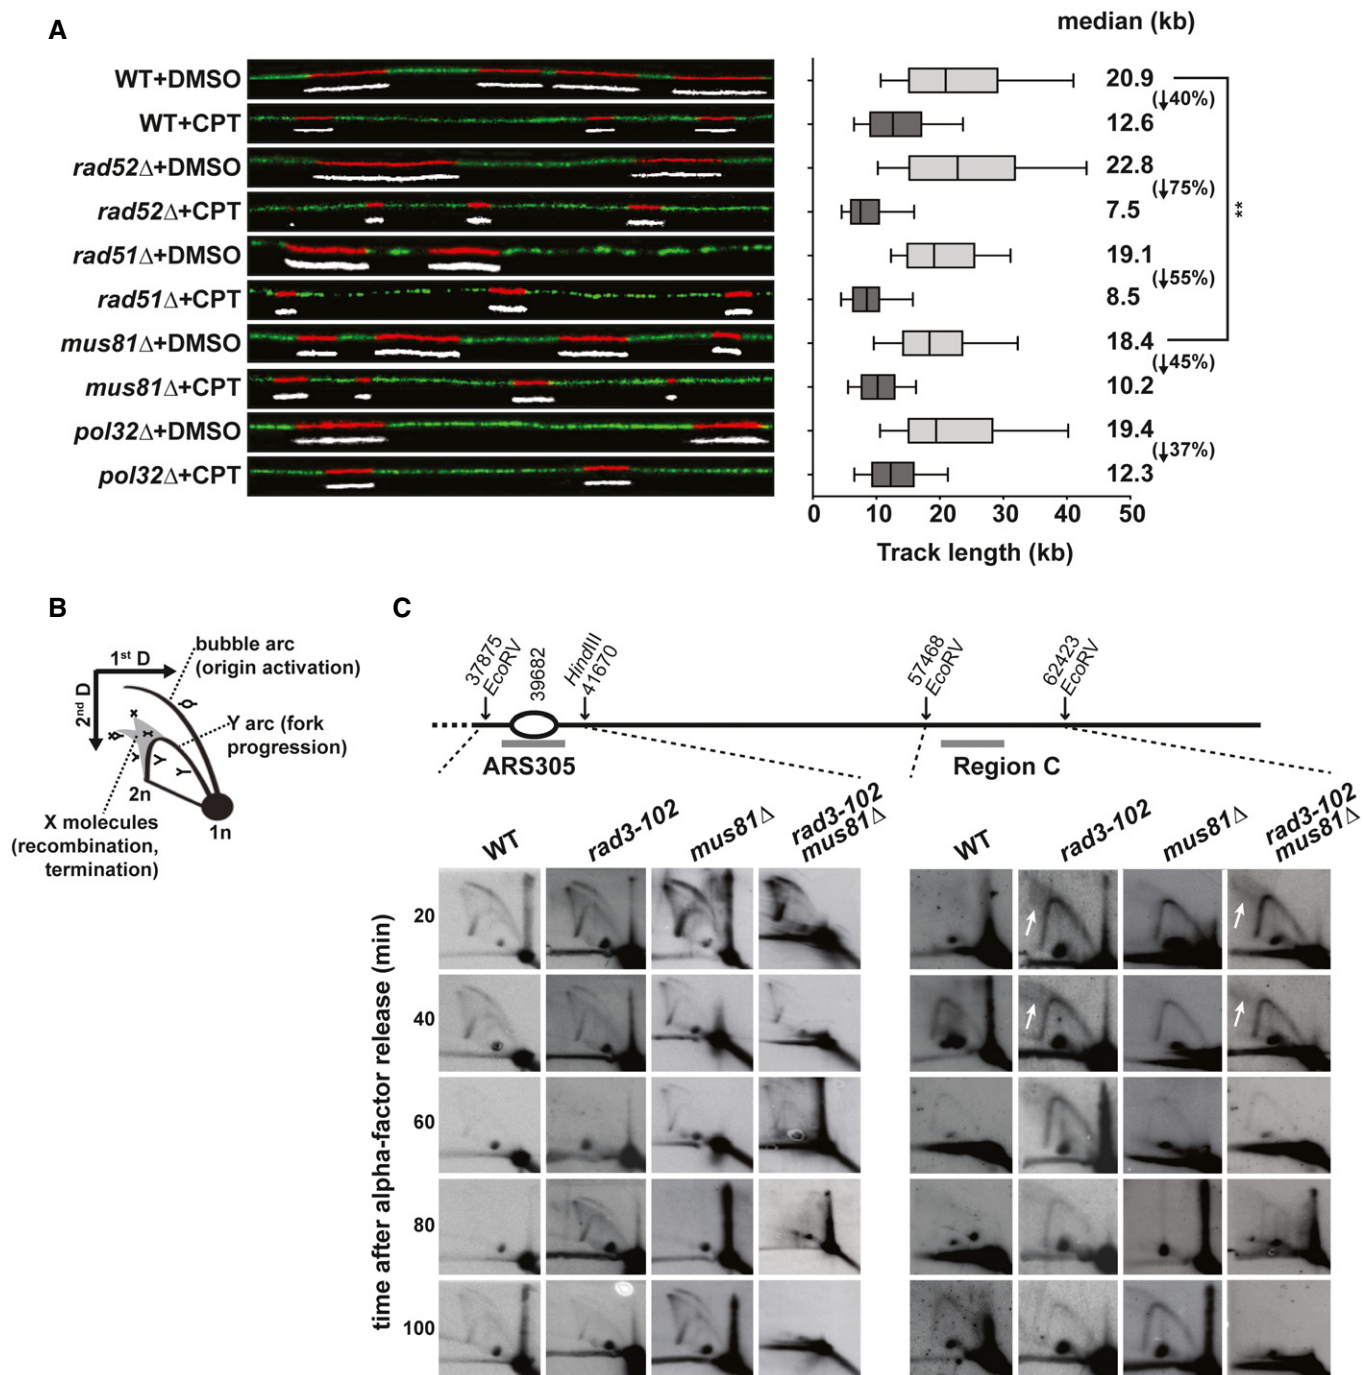 A
median (kb)
WT+DMSO
20.9
(↓40%)
WT+CPT
12.6
rad52Δ+DMSO
22.8
(↓75%)
rad52Δ+CPT
7.5
**
rad51Δ+DMSO
19.1
(↓55%)
rad51Δ+CPT
8.5
mus81Δ+DMSO
18.4
(↓45%)
mus81Δ+CPT
10.2
pol32Δ+DMSO
19.4
(↓37%)
pol32Δ+CPT
12.3
0 10 20 30 40 50
Track length (kb)
B
1st D
2nd D
bubble arc
(origin activation)
Y arc (fork
progression)
2n
1n
X molecules
(recombination,
termination)
C
37875
EcoRV
39682
HindIII
41670
57468
EcoRV
62423
EcoRV
ARS305
Region C
WT
rad3-102
mus81Δ
rad3-102
mus81Δ
WT
rad3-102
mus81Δ
rad3-102
mus81Δ
time after alpha-factor release (min)
20
40
60
80
100